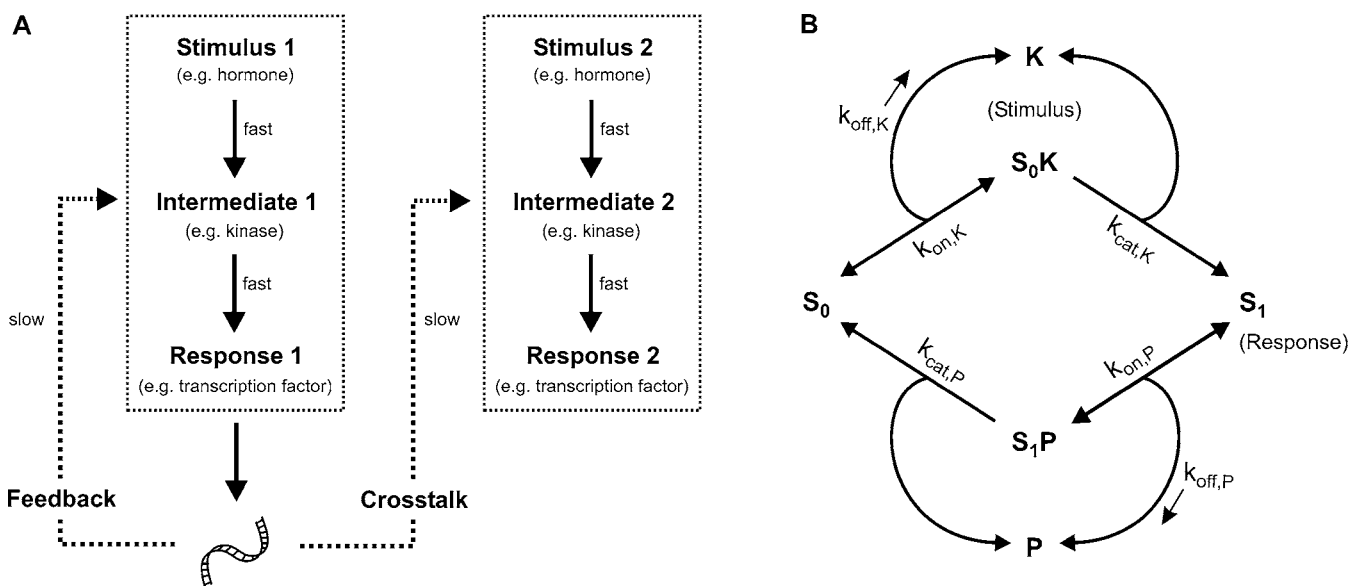 A
Stimulus 1
(e.g. hormone)
fast
Intermediate 1
(e.g. kinase)
fast
Response 1
(e.g. transcription factor)
slow
Feedback
Stimulus 2
(e.g. hormone)
fast
Intermediate 2
(e.g. kinase)
fast
Response 2
(e.g. transcription factor)
slow
Crosstalk
B
K
(Stimulus)
koff,K
S0K
kon,K
kcat,K
S0
S1
(Response)
kcat,P
kon,P
S1P
koff,P
P